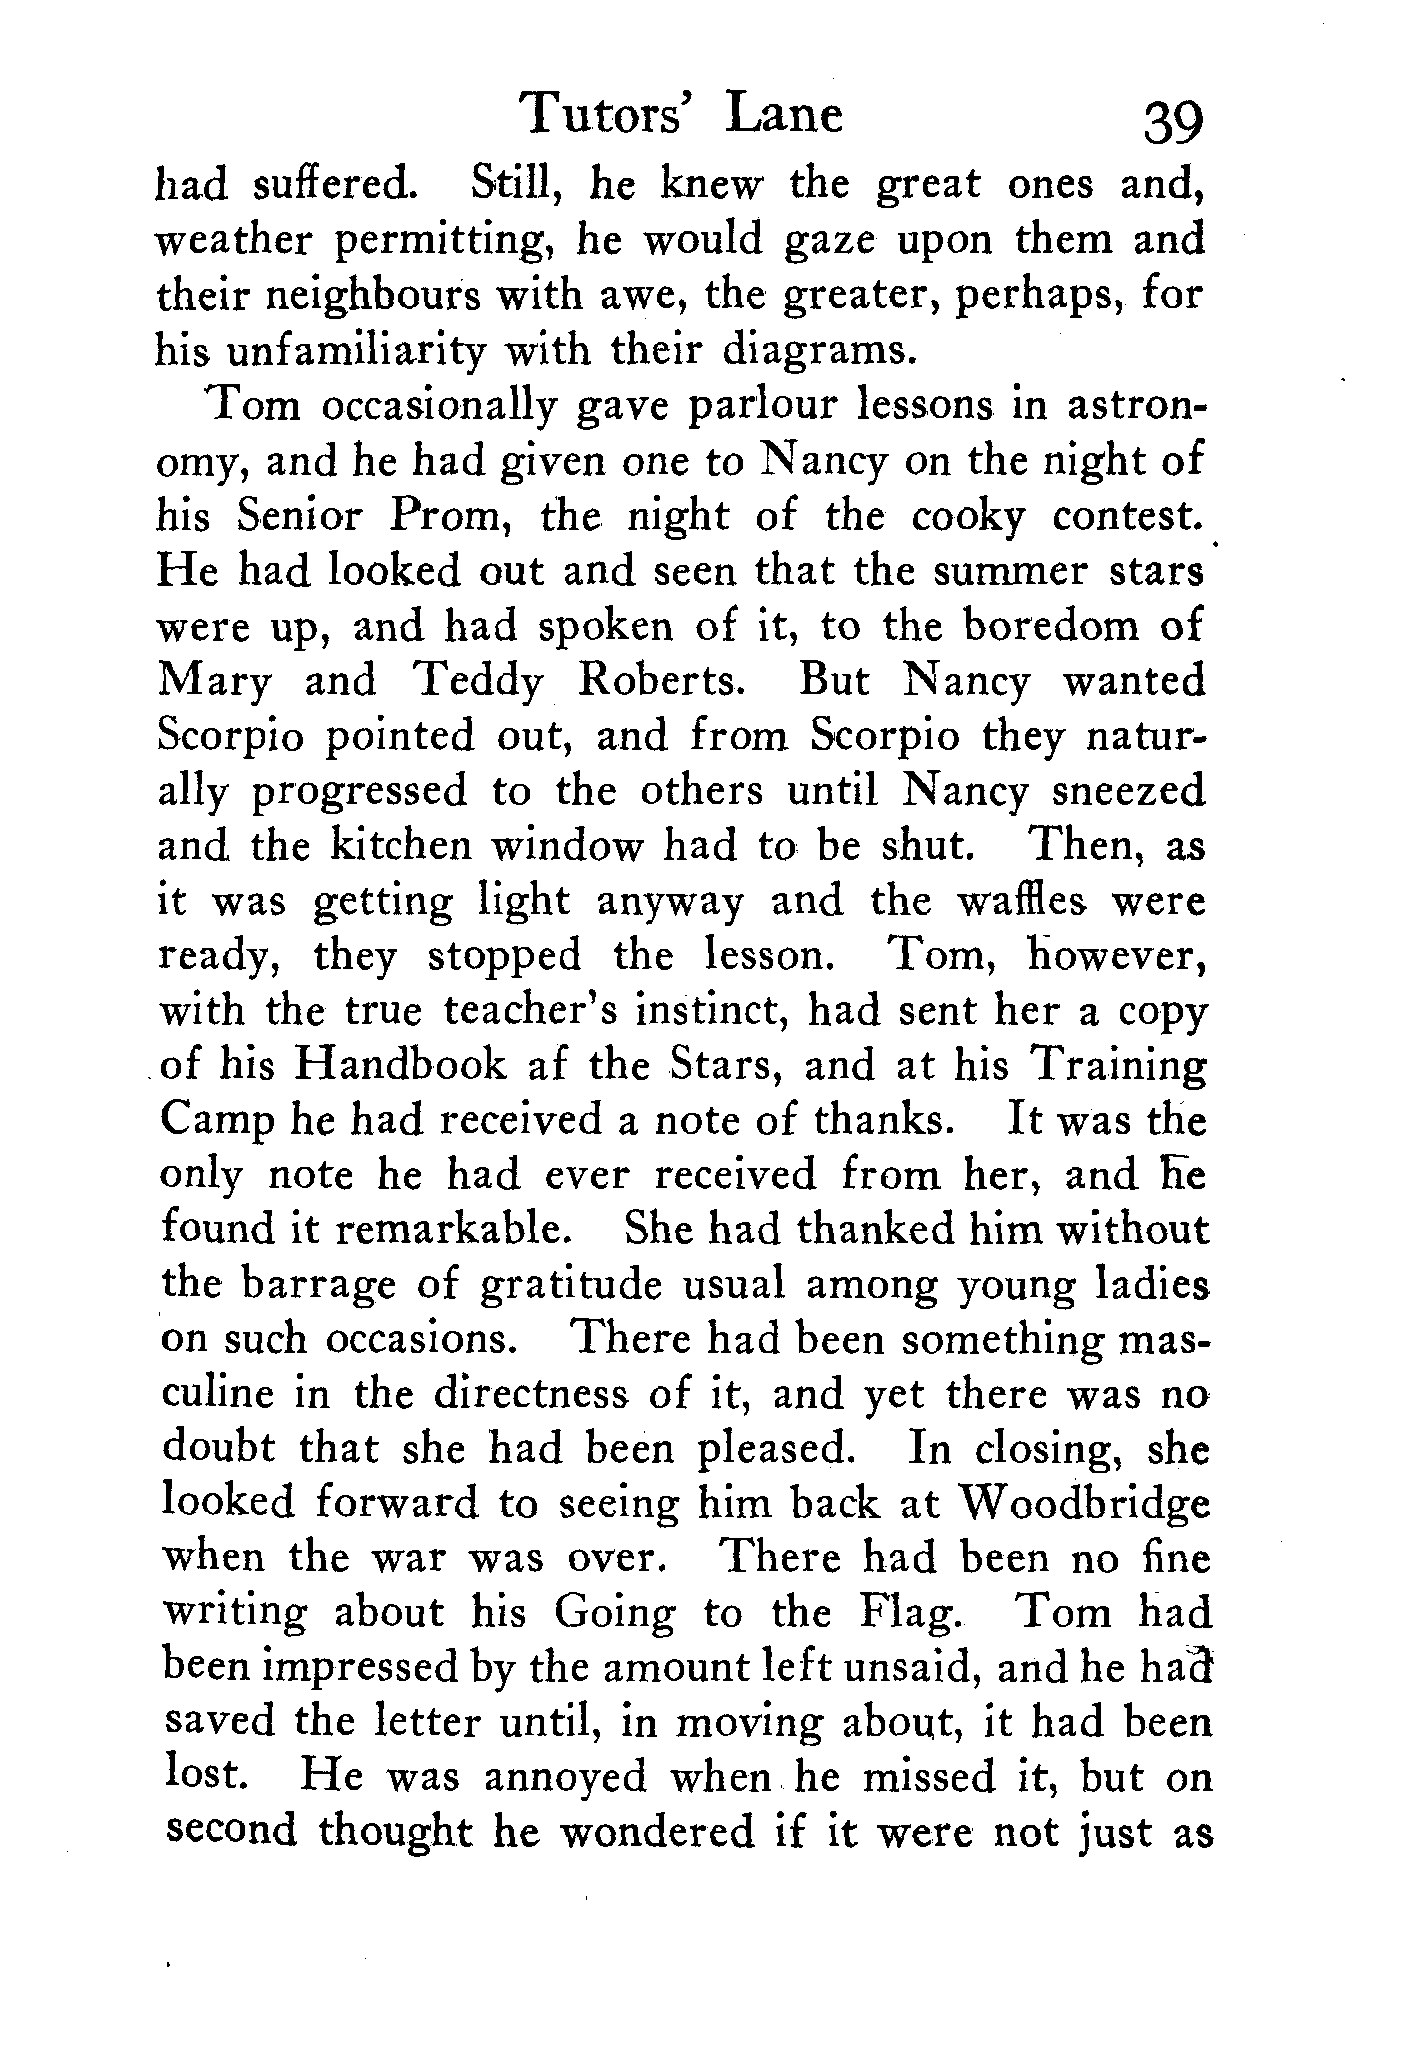 Tutors' Lane 39
had suffered. Still, he knew the great ones and,
weather permitting, he would gaze upon them and
their neighbours with awe, the greater, perhaps, for
his unfamiliarity with their diagrams.
Tom occasionally gave parlour lessons in astron-
omy, and he had given one to Nancy on the night of
his Senior Prom, the night of the cooky contest.
He had looked out and seen that the summer stars
were up, and had spoken of it, to the boredom of
Mary and Teddy Roberts. But Nancy wanted
Scorpio pointed out, and from Scorpio they natur-
ally progressed to the others until Nancy sneezed
and the kitchen window had to be shut. Then, as
it was getting light anyway and the waffles were
ready, they stopped the lesson. Tom, however,
with the true teacher's instinct, had sent her a copy
of his Handbook af the Stars, and at his Training
Camp he had received a note of thanks. It was the
only note he had ever received from her, and he
found it remarkable. She had thanked him without
the barrage of gratitude usual among young ladies
on such occasions. There had been something mas-
culine in the directness of it, and yet there was no
doubt that she had been pleased. In closing, she
looked forward to seeing him back at Woodbridge
when the war was over. There had been no fine
writing about his Going to the Flag. Tom had
been impressed by the amount left unsaid, and he had
saved the letter until, in moving about, it had been
lost. He was annoyed when he missed it, but on
second thought he wondered if it were not just as